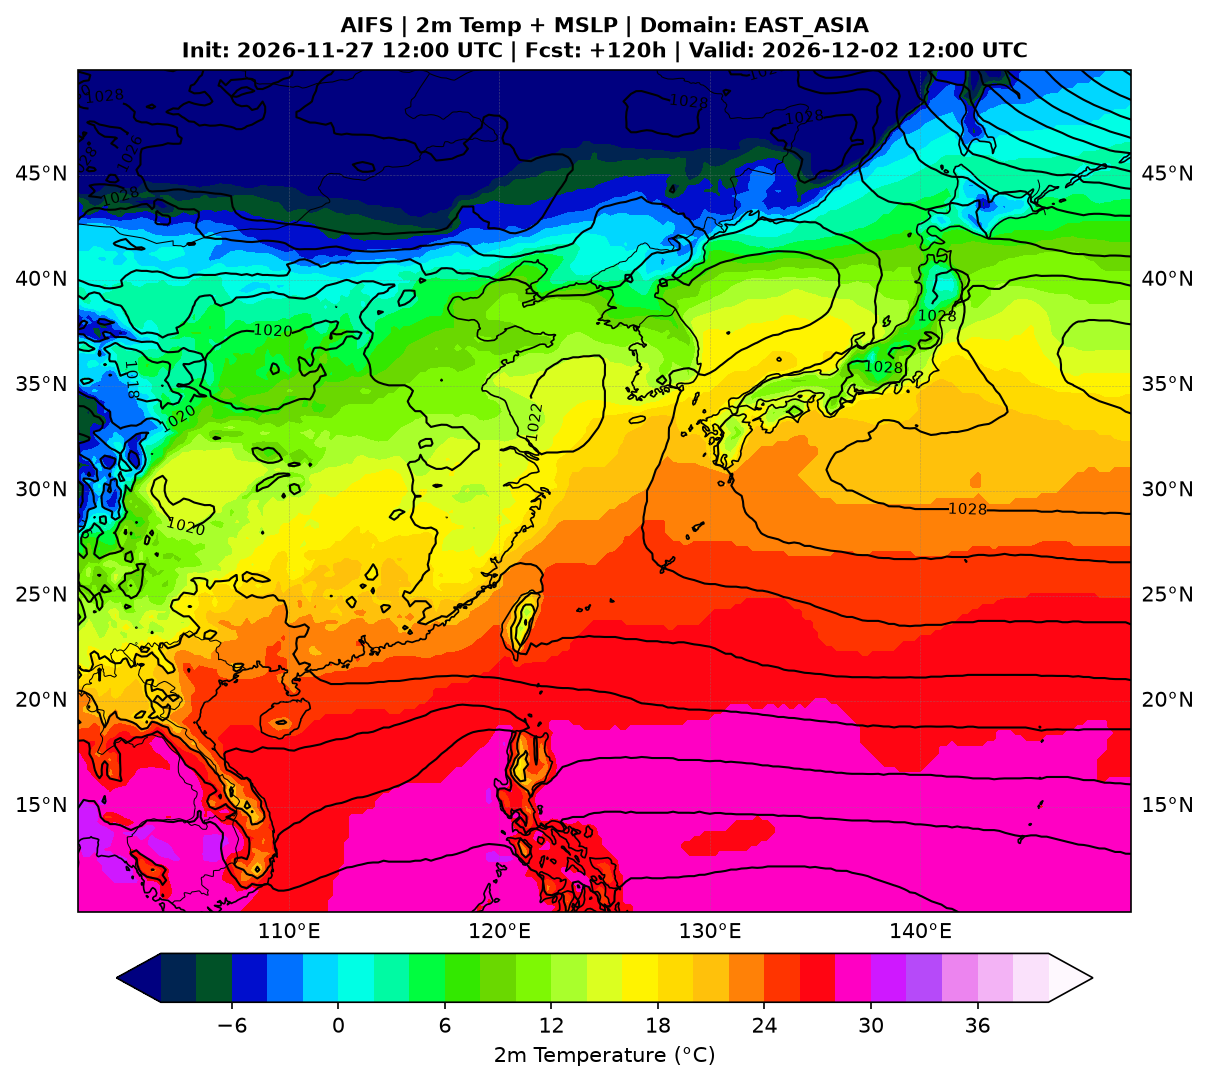 AIFS | 2m Temp + MSLP | Domain: EAST_ASIA
Init: 2026-11-27 12:00 UTC | Fcst: +120h | Valid: 2026-12-02 12:00 UTC
1028
1028
1028
1028
1028
45°N
45°N
40°N
40°N
1020
1028
1018
1028
35°N
35°N
1020
1022
30°N
30°N
1020
1028
25°N
25°N
20°N
20°N
15°N
15°N
110°E
120°E
130°E
140°E
−6
0
6
12
18
24
30
36
2m Temperature (°C)